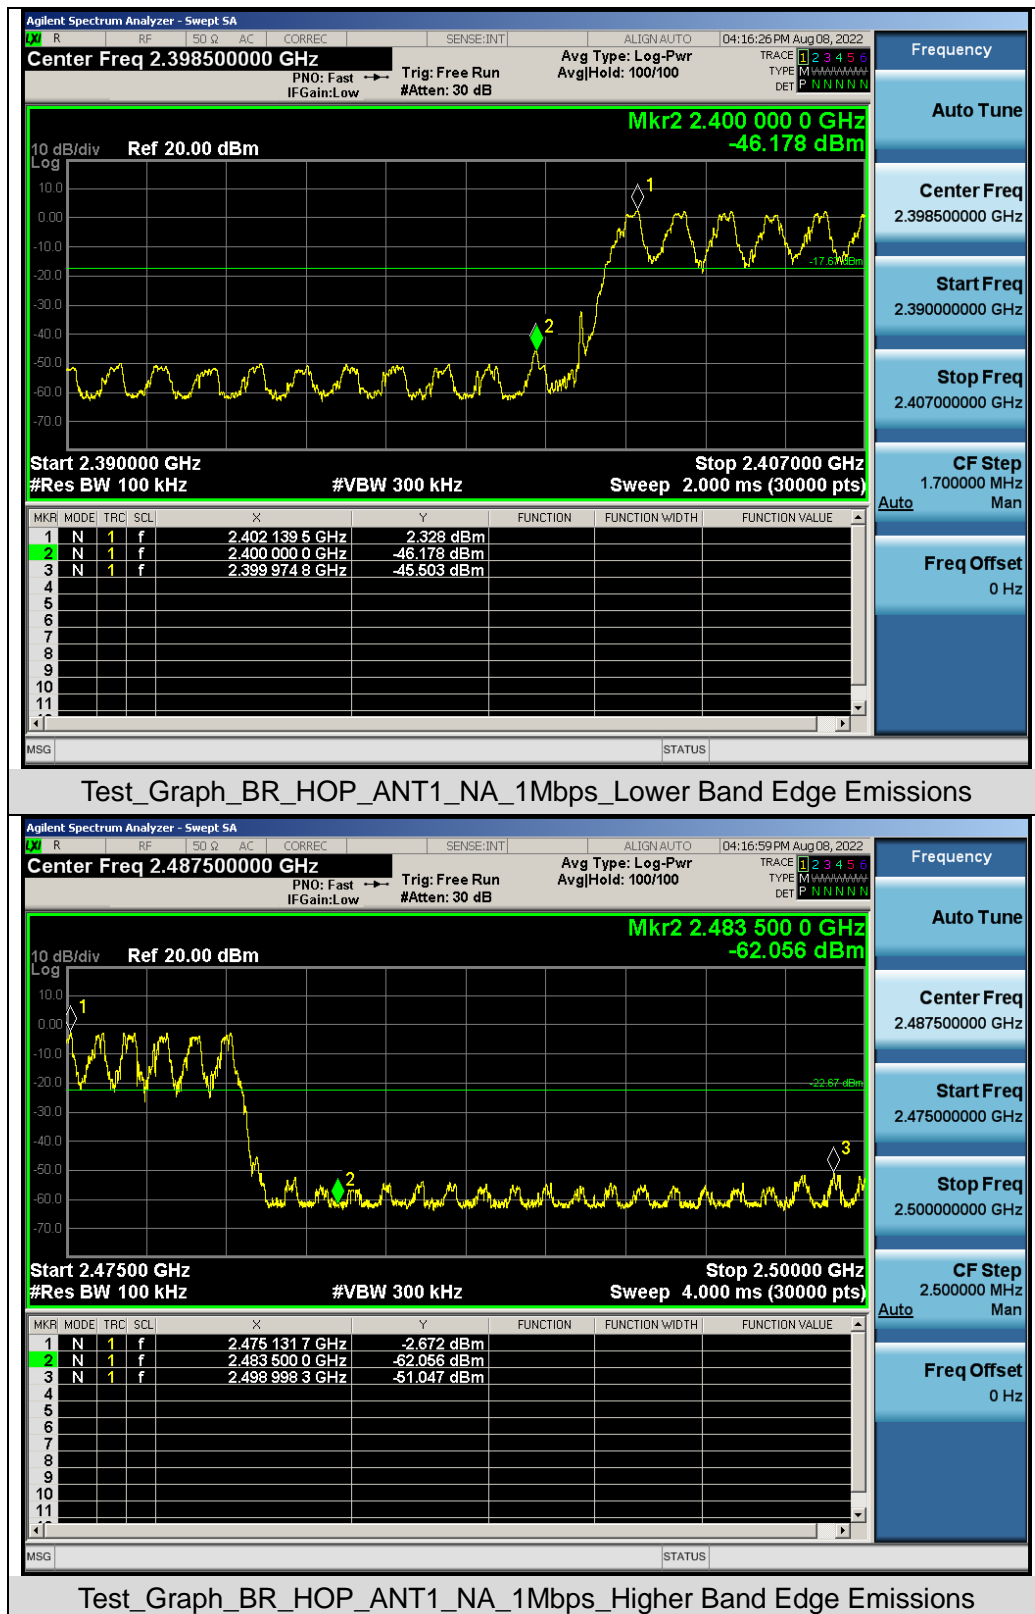 Agilent Spectrum Analyzer - Swept SA
LXI R RF 50 Ω AC CORREC SENSE:INT ALIGN AUTO 04:16:26 PM Aug 08, 2022
Center Freq 2.398500000 GHz
PNO: Fast
IFGain:Low
Trig: Free Run
#Atten: 30 dB
Avg Type: Log-Pwr
Avg|Hold: 100/100
TRACE 1 2 3 4 5 6
TYPE M
DET P N N N N N
Mkr2 2.400 000 0 GHz
-46.178 dBm
10 dB/div Ref 20.00 dBm
Log
10.0
0.00
-10.0
-20.0
-30.0
-40.0
-50.0
-60.0
-70.0
1
2
-17.67 dBm
Start 2.390000 GHz Stop 2.407000 GHz
#Res BW 100 kHz #VBW 300 kHz Sweep 2.000 ms (30000 pts)
MKR MODE TRC SCL X Y FUNCTION FUNCTION WIDTH FUNCTION VALUE
1 N 1 f 2.402 139 5 GHz 2.328 dBm
2 N 1 f 2.400 000 0 GHz -46.178 dBm
3 N 1 f 2.399 974 8 GHz -45.503 dBm
4
5
6
7
8
9
10
11
MSG STATUS
Frequency
Auto Tune
Center Freq
2.398500000 GHz
Start Freq
2.390000000 GHz
Stop Freq
2.407000000 GHz
CF Step
1.700000 MHz
Auto Man
Freq Offset
0 Hz
Test_Graph_BR_HOP_ANT1_NA_1Mbps_Lower Band Edge Emissions
Agilent Spectrum Analyzer - Swept SA
LXI R RF 50 Ω AC CORREC SENSE:INT ALIGN AUTO 04:16:59 PM Aug 08, 2022
Center Freq 2.487500000 GHz
PNO: Fast
IFGain:Low
Trig: Free Run
#Atten: 30 dB
Avg Type: Log-Pwr
Avg|Hold: 100/100
TRACE 1 2 3 4 5 6
TYPE M
DET P N N N N N
Mkr2 2.483 500 0 GHz
-62.056 dBm
10 dB/div Ref 20.00 dBm
Log
10.0
0.00
-10.0
-20.0
-30.0
-40.0
-50.0
-60.0
-70.0
1
2
3
-22.67 dBm
Start 2.47500 GHz Stop 2.50000 GHz
#Res BW 100 kHz #VBW 300 kHz Sweep 4.000 ms (30000 pts)
MKR MODE TRC SCL X Y FUNCTION FUNCTION WIDTH FUNCTION VALUE
1 N 1 f 2.475 131 7 GHz -2.672 dBm
2 N 1 f 2.483 500 0 GHz -62.056 dBm
3 N 1 f 2.498 998 3 GHz -51.047 dBm
4
5
6
7
8
9
10
11
MSG STATUS
Frequency
Auto Tune
Center Freq
2.487500000 GHz
Start Freq
2.475000000 GHz
Stop Freq
2.500000000 GHz
CF Step
2.500000 MHz
Auto Man
Freq Offset
0 Hz
Test_Graph_BR_HOP_ANT1_NA_1Mbps_Higher Band Edge Emissions